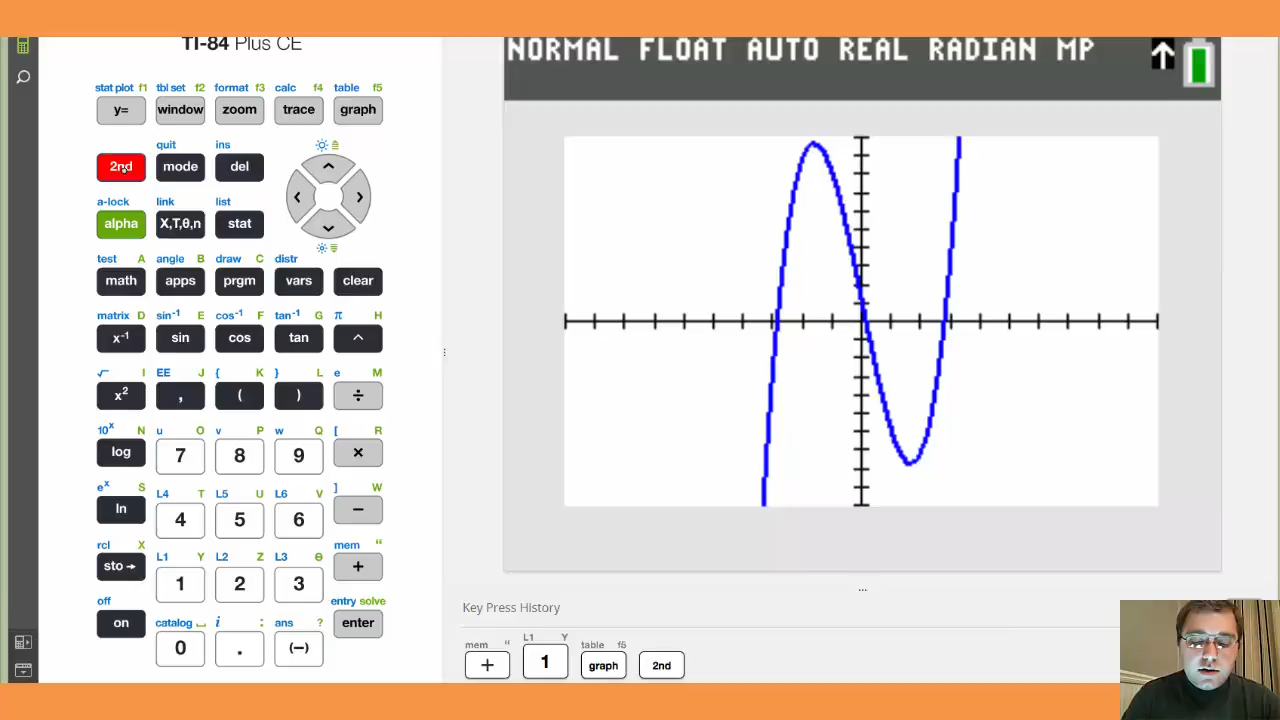 TI-84 Plus CE
NORMAL FLOAT AUTO REAL RADIAN MP
stat plot f1 tbl set f2 format f3 calc f4 table f5
y= window zoom trace graph
quit ins
2nd mode del
a-lock link list
alpha X,T,θ,n stat
test A angle B draw C distr
math apps prgm vars clear
matrix D sin⁻¹ E cos⁻¹ F tan⁻¹ G π H
x⁻¹ sin cos tan ^
√ I EE J { K } L e M
x² , ( ) ÷
10ˣ N u O v P w Q [ R
log 7 8 9 ×
eˣ S L4 T L5 U L6 V ] W
ln 4 5 6 −
rcl X L1 Y L2 Z L3 θ mem “
sto→ 1 2 3 +
off catalog ⎵ i : ans ? entry solve
on 0 . (−) enter
Key Press History
mem “ L1 Y table f5
+ 1 graph 2nd